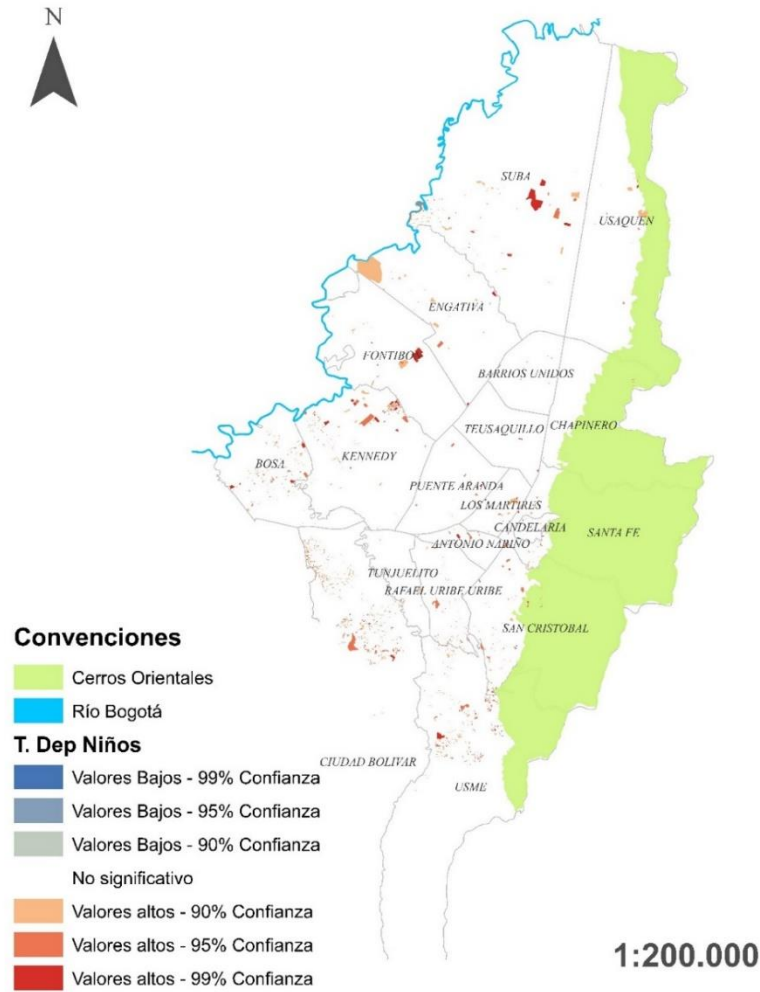 N
SUBA
USAQUEN
ENGATIVA
FONTIBO
BARRIOS UNIDOS
TEUSAQUILLO
CHAPINERO
KENNEDY
BOSA
PUENTE ARANDA
LOS MARTIRES
CANDELARIA
SANTA FE
ANTONIO NARIÑO
TUNJUELITO
RAFAEL URIBE URIBE
SAN CRISTOBAL
CIUDAD BOLIVAR
USME
Convenciones
Cerros Orientales
Río Bogotá
T. Dep Niños
Valores Bajos - 99% Confianza
Valores Bajos - 95% Confianza
Valores Bajos - 90% Confianza
No significativo
Valores altos - 90% Confianza
Valores altos - 95% Confianza
Valores altos - 99% Confianza
1:200.000